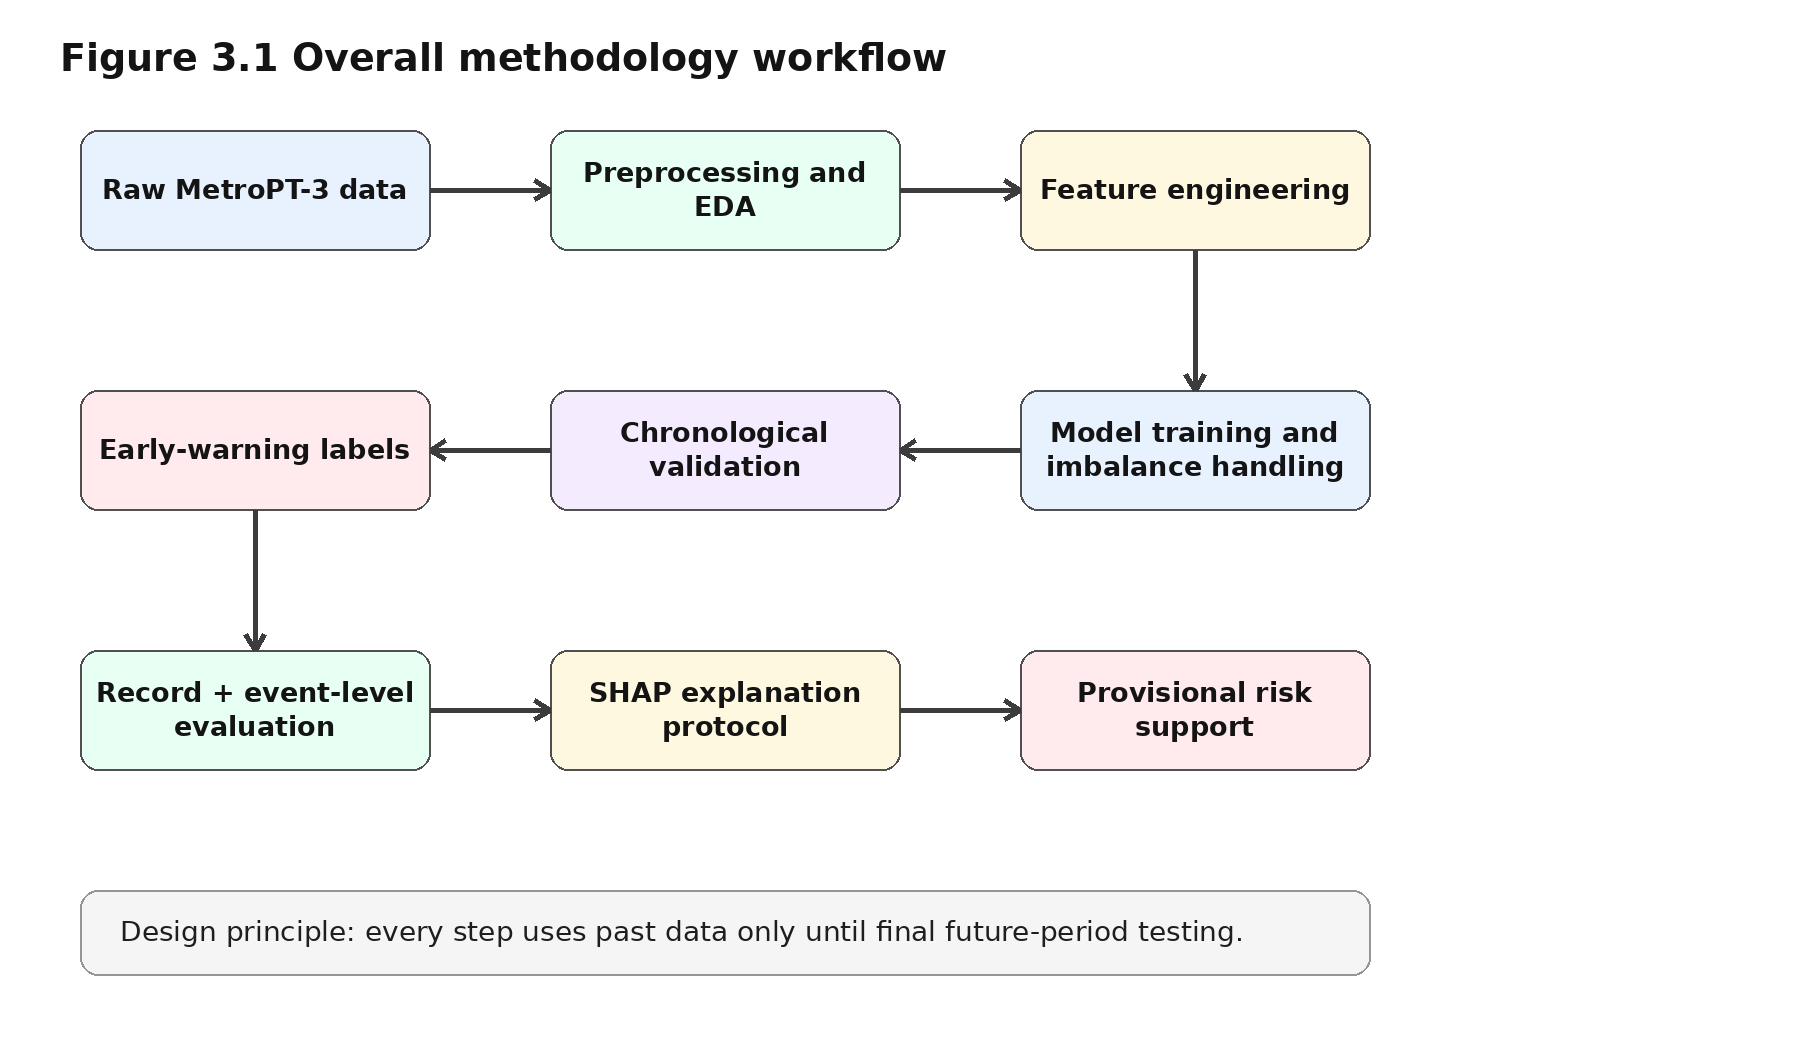 Figure 3.1 Overall methodology workflow
Raw MetroPT-3 data
Preprocessing and
EDA
Feature engineering
Early-warning labels
Chronological
validation
Model training and
imbalance handling
Record + event-level
evaluation
SHAP explanation
protocol
Provisional risk
support
Design principle: every step uses past data only until final future-period testing.